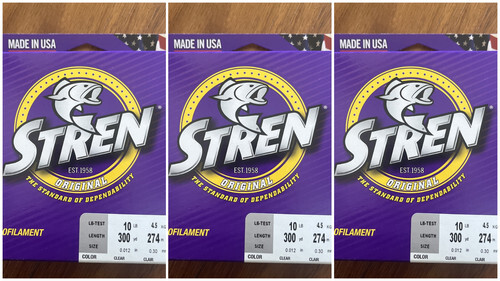 MADE IN USA
STREN
EST.1958
ORIGINAL
THE STANDARD OF DEPENDABILITY
OFILAMENT
LB-TEST 10 LB 4.5 KG
LENGTH 300 yd 274 m
SIZE 0.012 in 0.30 mm
COLOR CLEAR CLAIR
MADE IN USA
STREN
EST.1958
ORIGINAL
THE STANDARD OF DEPENDABILITY
OFILAMENT
LB-TEST 10 LB 4.5 KG
LENGTH 300 yd 274 m
SIZE 0.012 in 0.30 mm
COLOR CLEAR CLAIR
MADE IN USA
STREN
EST.1958
ORIGINAL
THE STANDARD OF DEPENDABILITY
OFILAMENT
LB-TEST 10 LB 4.5 KG
LENGTH 300 yd 274 m
SIZE 0.012 in 0.30 mm
COLOR CLEAR CLAIR